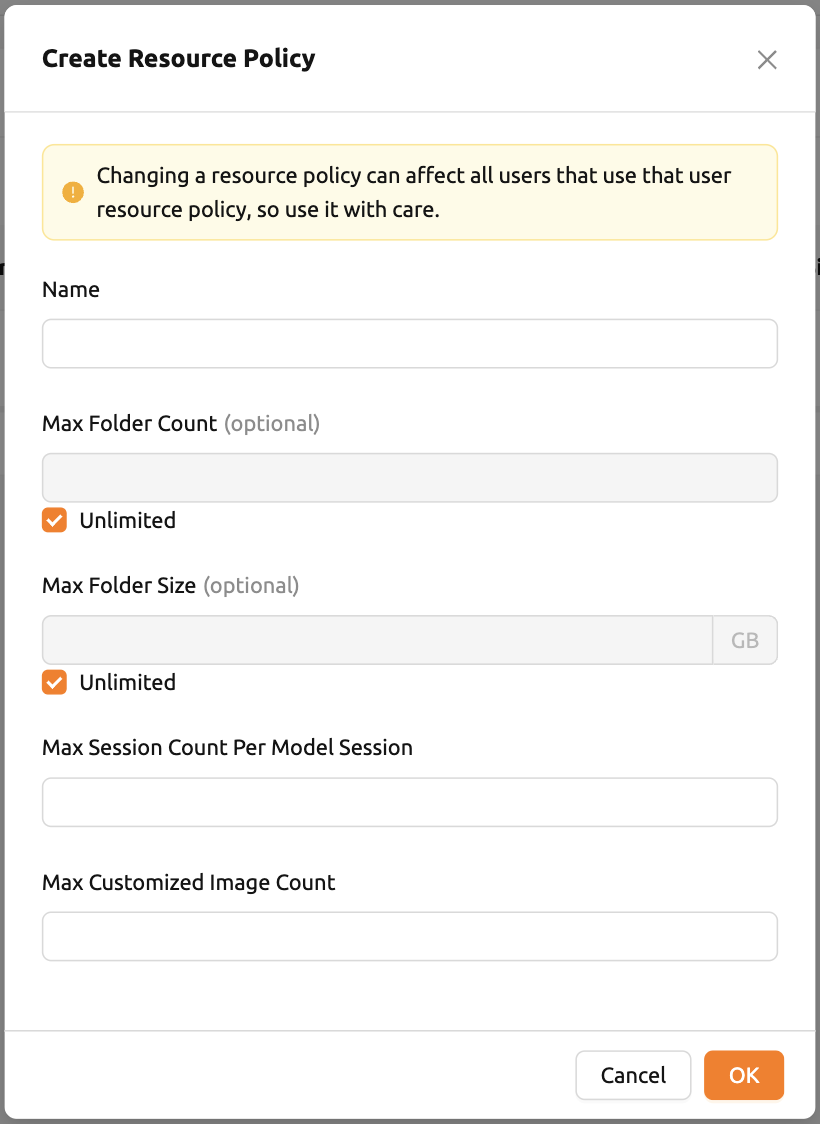 Create Resource Policy
Changing a resource policy can affect all users that use that user
resource policy, so use it with care.
Name
Max Folder Count (optional)
Unlimited
Max Folder Size (optional)
GB
Unlimited
Max Session Count Per Model Session
Max Customized Image Count
Cancel
OK